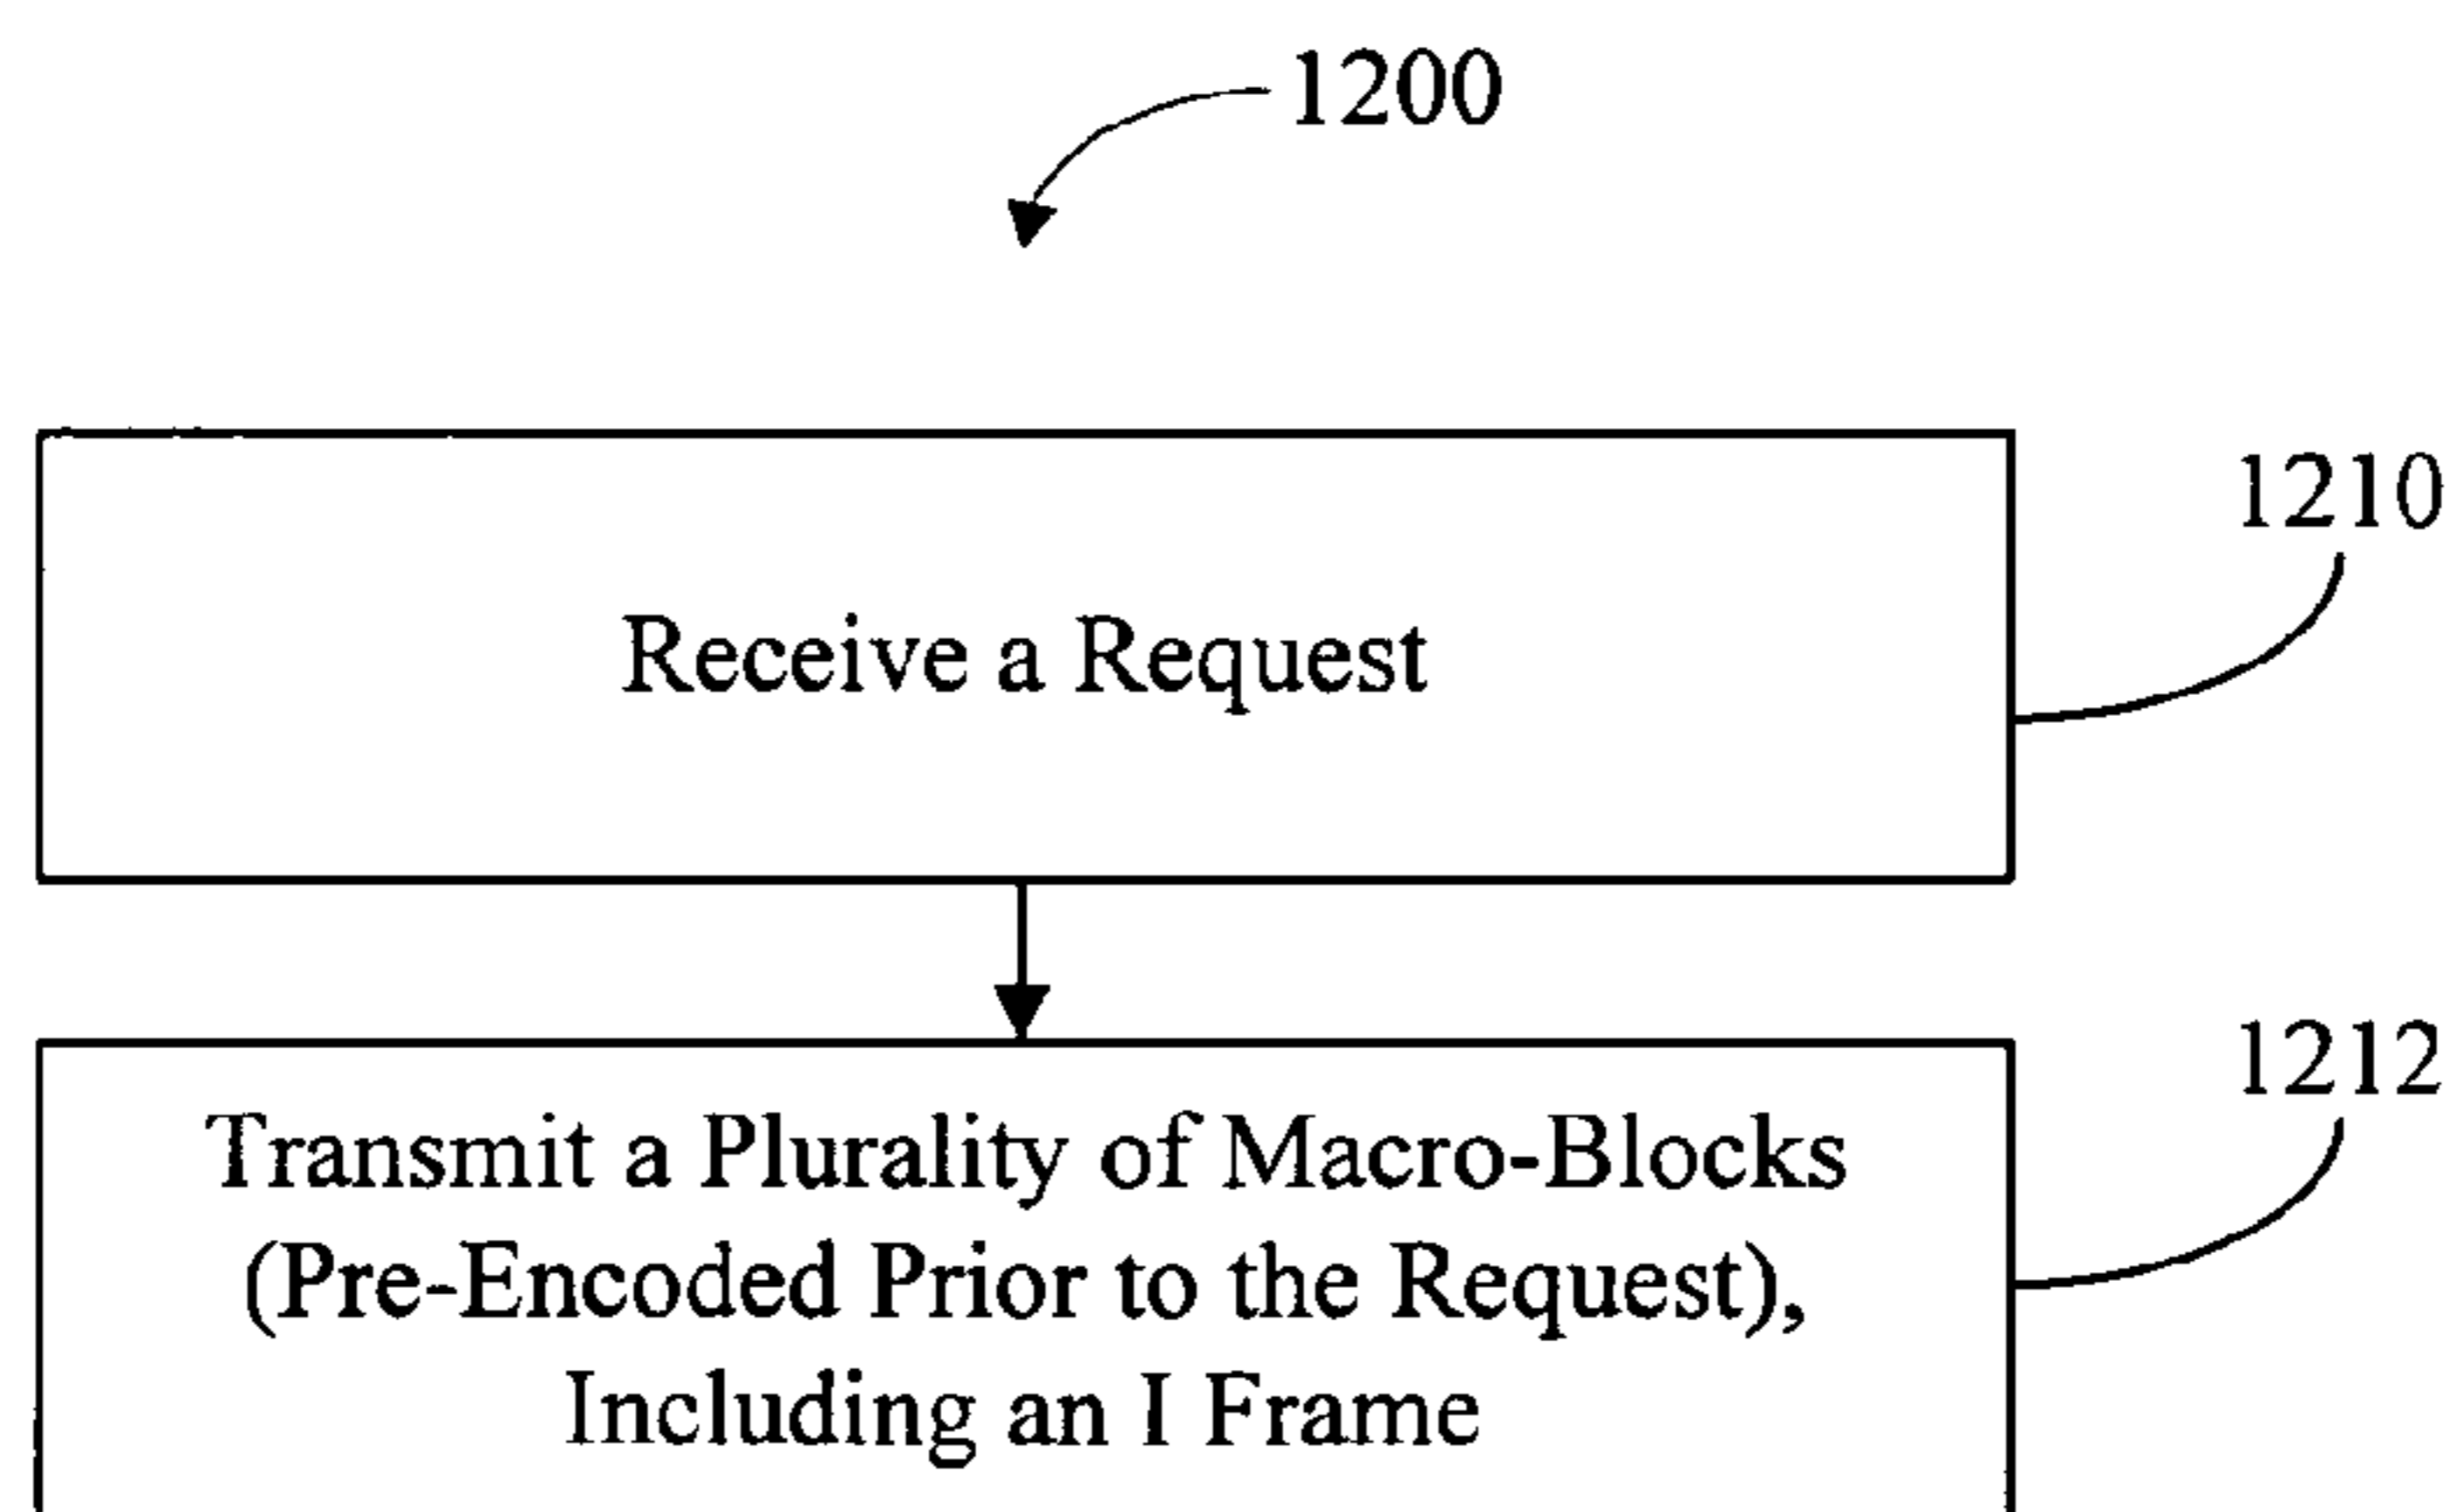 1200
1210
Receive a Request
1212
Transmit a Plurality of Macro-Blocks
(Pre-Encoded Prior to the Request),
Including an I Frame